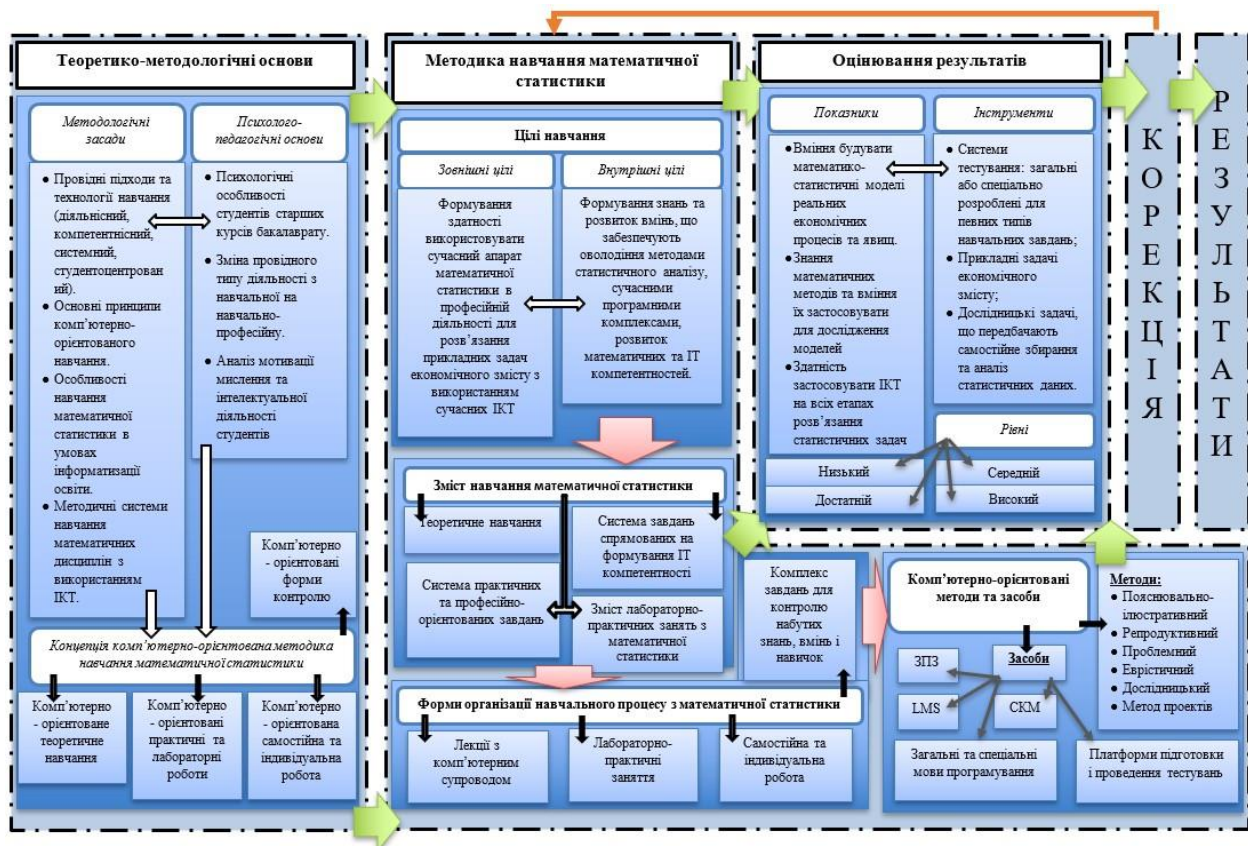 Теоретико-методологічні основи
Методологічні
засади
Психолого-
педагогічні основи
● Провідні підходи та
технології навчання
(діяльнісний,
компетентнісний,
системний,
студентоцентрован
ий).
● Основні принципи
комп’ютерно-
орієнтованого
навчання.
● Особливості
навчання
математичної
статистики в
умовах
інформатизації
освіти.
● Методичні системи
навчання
математичних
дисциплін з
використанням
ІКТ.
● Психологічні
особливості
студентів старших
курсів бакалаврату.
● Зміна провідного
типу діяльності з
навчальної на
навчально-
професійну.
● Аналіз мотивації
мислення та
інтелектуальної
діяльності
студентів
Комп’ютерно
- орієнтовані
форми
контролю
Концепція комп’ютерно-орієнтована методика
навчання математичної статистики
Комп’ютерно
- орієнтоване
теоретичне
навчання
Комп’ютерно
- орієнтовані
практичні та
лабораторні
роботи
Комп’ютерно
- орієнтована
самостійна та
індивідуальна
робота
Методика навчання математичної
статистики
Цілі навчання
Зовнішні цілі
Внутрішні цілі
Формування
здатності
використовувати
сучасний апарат
математичної
статистики в
професійній
діяльності для
розв’язання
прикладних задач
економічного змісту з
використанням
сучасних ІКТ
Формування знань та
розвиток вмінь, що
забезпечують
оволодіння методами
статистичного аналізу,
сучасними
програмними
комплексами,
розвиток
математичних та ІТ
компетентностей.
Зміст навчання математичної статистики
Теоретичне навчання
Система завдань
спрямованих на
формування ІТ
компетентності
Система практичних
та професійно-
орієнтованих завдань
Зміст лабораторно-
практичних занять з
математичної
статистики
Комплекс
завдань для
контролю
набутих
знань, вмінь і
навичок
Форми організації навчального процесу з математичної статистики
Лекції з
комп’ютерним
супроводом
Лабораторно-
практичні
заняття
Самостійна та
індивідуальна
робота
Оцінювання результатів
Показники
Інструменти
●Вміння будувати
математико-
статистичні моделі
реальних
економічних
процесів та явищ.
●Знання
математичних
методів та вміння
їх застосовувати
для дослідження
моделей
●Здатність
застосовувати ІКТ
на всіх етапах
розв’язання
статистичних задач
●Системи
тестування: загальні
або спеціально
розроблені для
певних типів
навчальних завдань;
●Прикладні задачі
економічного
змісту;
●Дослідницькі задачі,
що передбачають
самостійне збирання
та аналіз
статистичних даних.
Рівні
Низький
Середній
Достатній
Високий
Комп’ютерно-орієнтовані
методи та засоби
Методи:
● Пояснювально-
ілюстративний
● Репродуктивний
● Проблемний
● Еврістичний
● Дослідницький
● Метод проектів
Засоби
ЗПЗ
LMS
СКМ
Загальні та спеціальні
мови програмування
Платформи підготовки
і проведення тестувань
К
О
Р
Е
К
Ц
І
Я
Р
Е
З
У
Л
Ь
Т
А
Т
И